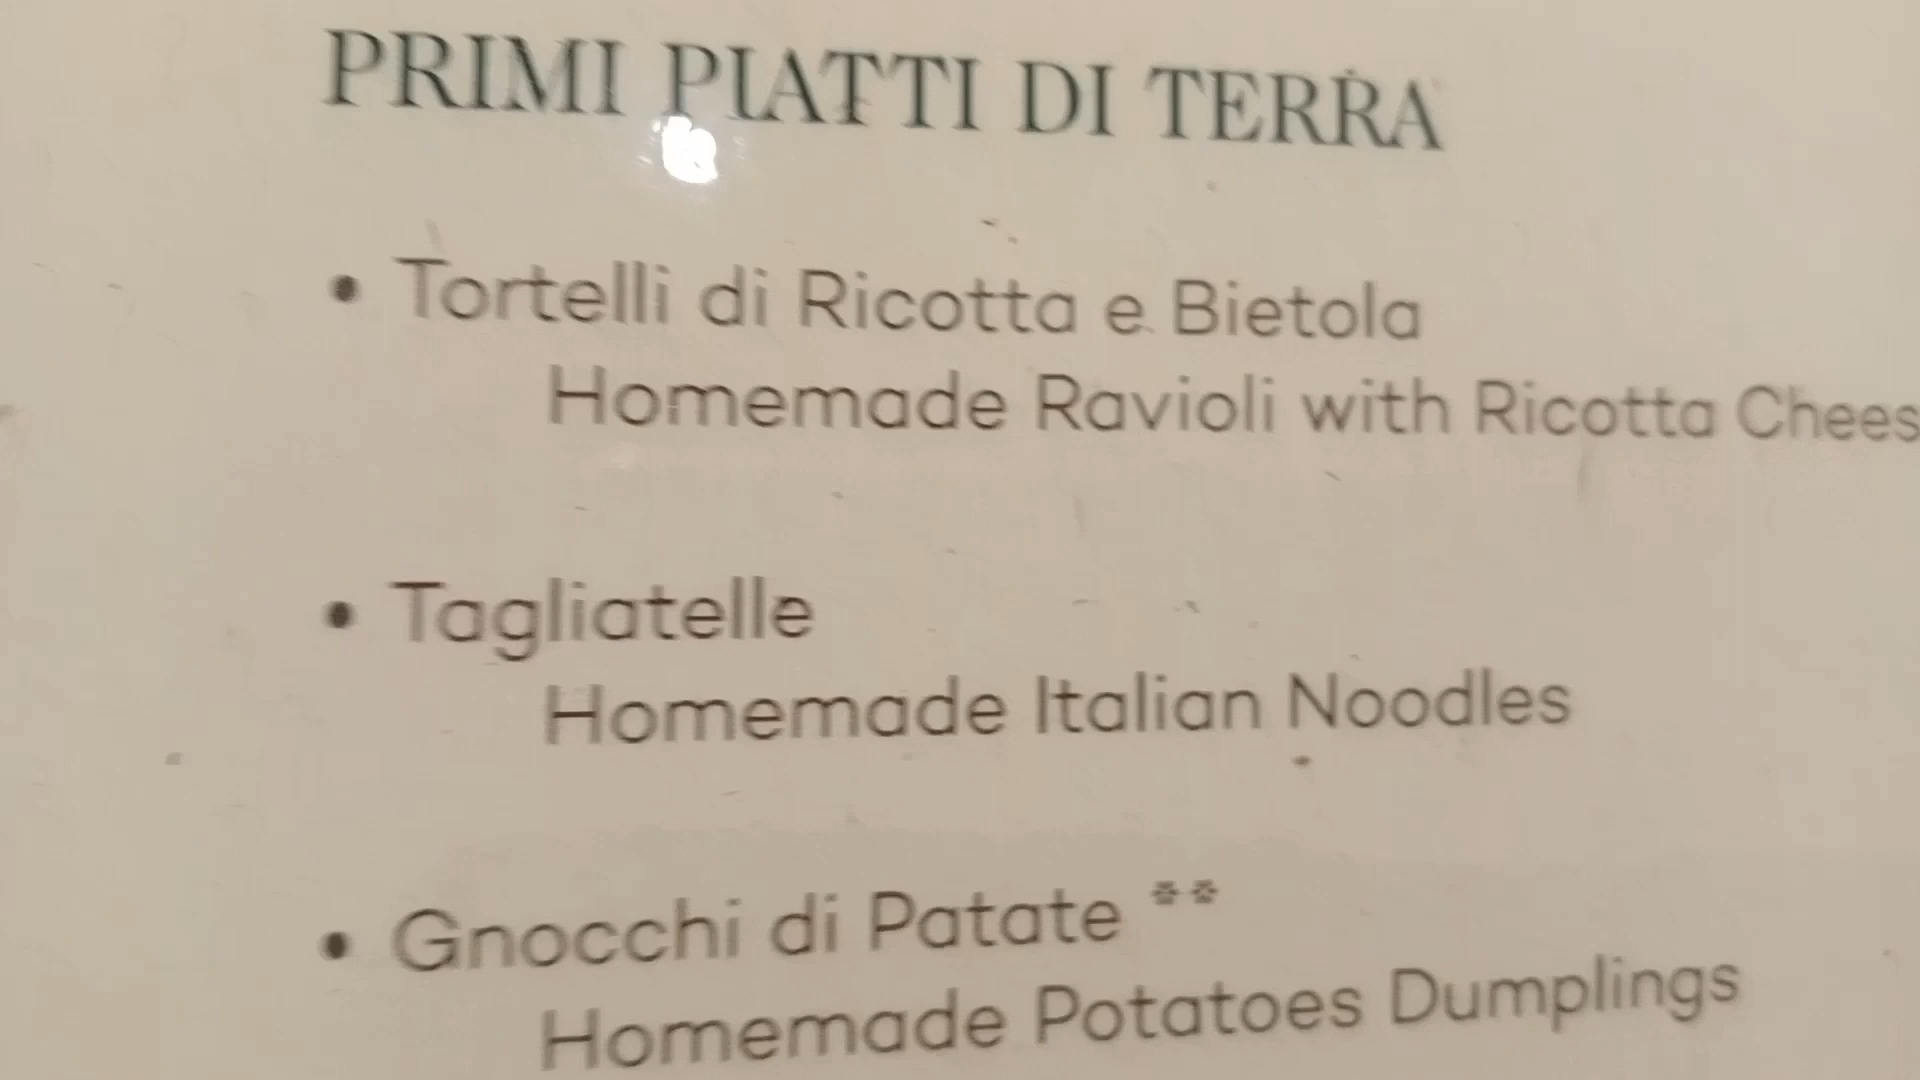 PRIMI PIATTI DI TERRA
• Tortelli di Ricotta e Bietola
Homemade Ravioli with Ricotta Chees
• Tagliatelle
Homemade Italian Noodles
• Gnocchi di Patate **
Homemade Potatoes Dumplings